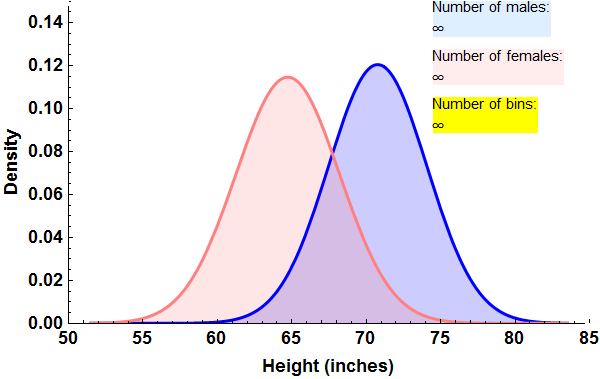 Number of males:
∞
Number of females:
∞
Number of bins:
∞
0.14
0.12
0.10
0.08
0.06
0.04
0.02
0.00
Density
50 55 60 65 70 75 80 85
Height (inches)